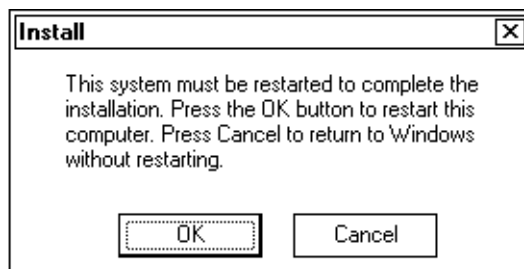 Install
This system must be restarted to complete the
installation. Press the OK button to restart this
computer. Press Cancel to return to Windows
without restarting.
OK
Cancel